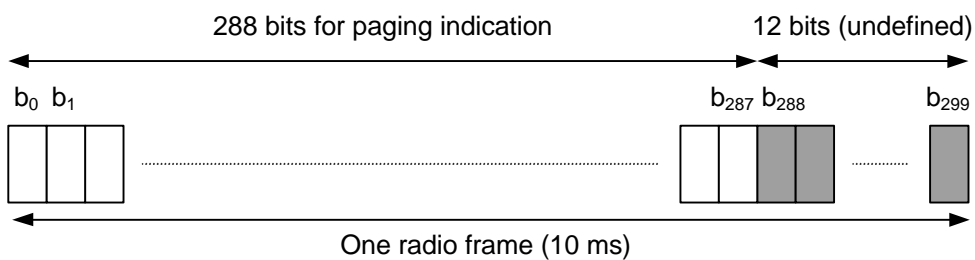 288 bits for paging indication
12 bits (undefined)
b0 b1
b287 b288
b299
One radio frame (10 ms)